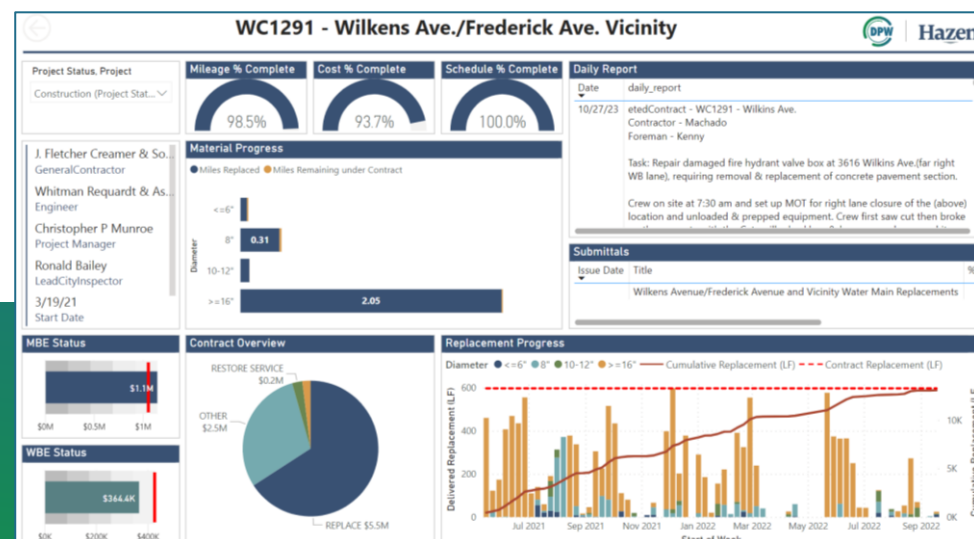 WC1291 - Wilkens Ave./Frederick Ave. Vicinity
DPW
Hazen
Project Status, Project
Construction (Project Stat...
Mileage % Complete
98.5%
Cost % Complete
93.7%
Schedule % Complete
100.0%
Daily Report
Date daily_report
10/27/23 etedContract - WC1291 - Wilkins Ave.
Contractor - Machado
Foreman - Kenny
Task: Repair damaged fire hydrant valve box at 3616 Wilkins Ave.(far right
WB lane), requiring removal & replacement of concrete pavement section.
Crew on site at 7:30 am and set up MOT for right lane closure of the (above)
location and unloaded & prepped equipment. Crew first saw cut then broke
J. Fletcher Creamer & So...
GeneralContractor
Whitman Requardt & As...
Engineer
Christopher P Munroe
Project Manager
Ronald Bailey
LeadCityInspector
3/19/21
Start Date
Material Progress
Miles Replaced Miles Remaining under Contract
Diameter
<=6"
8" 0.31
10-12"
>=16" 2.05
Submittals
Issue Date Title %
Wilkens Avenue/Frederick Avenue and Vicinity Water Main Replacements
MBE Status
$1.1M
$0M $0.5M $1M
WBE Status
$364.4K
$0K $200K $400K
Contract Overview
RESTORE SERVICE
$0.2M
OTHER
$2.5M
REPLACE $5.5M
Replacement Progress
Diameter <=6" 8" 10-12" >=16" Cumulative Replacement (LF) Contract Replacement (LF)
Delivered Replacement (LF)
600
400
200
0
10K
5K
0K
Jul 2021 Sep 2021 Nov 2021 Jan 2022 Mar 2022 May 2022 Jul 2022 Sep 2022
Start of Week